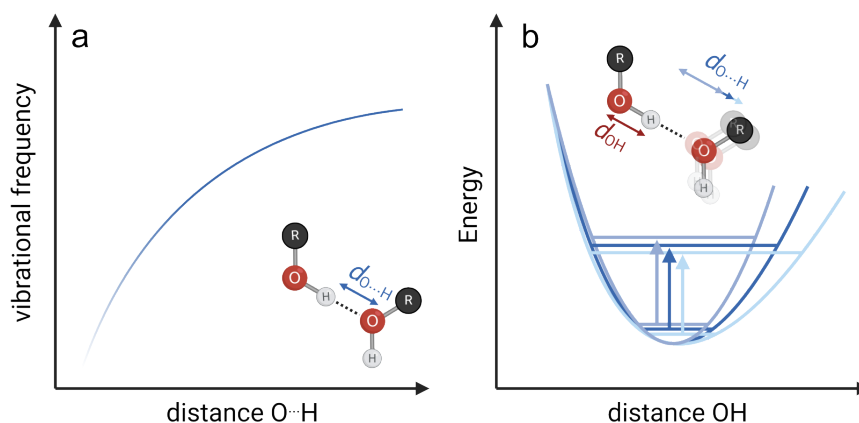 a
vibrational frequency
R
O
H
d O···H
O
R
H
distance O···H
b
Energy
R
O
H
d OH
d O···H
R
O
H
distance OH